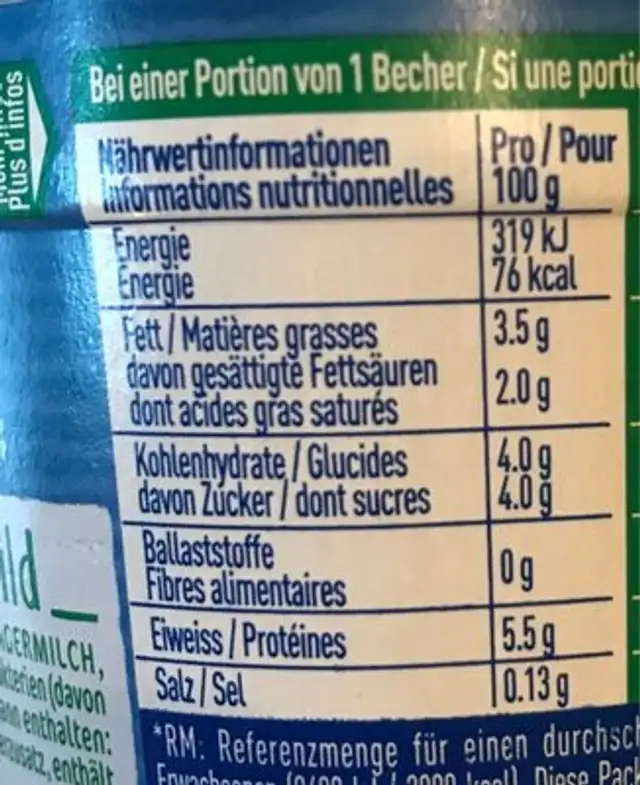 Plus d'infos
Bei einer Portion von 1 Becher / Si une
Nährwertinformationen
Informations nutritionnelles
Pro / Pour
100 g
Energie
Energie
319 kJ
76 kcal
Fett / Matières grasses
3.5 g
davon gesättigte Fettsäuren
dont acides gras saturés
2.0 g
Kohlenhydrate / Glucides
4.0 g
davon Zucker / dont sucres
4.0 g
Ballaststoffe
Fibres alimentaires
0 g
Eiweiss / Protéines
5.5 g
Salz / Sel
0.13 g
*RM: Referenzmenge für einen
(davon
enthalten:
enthält